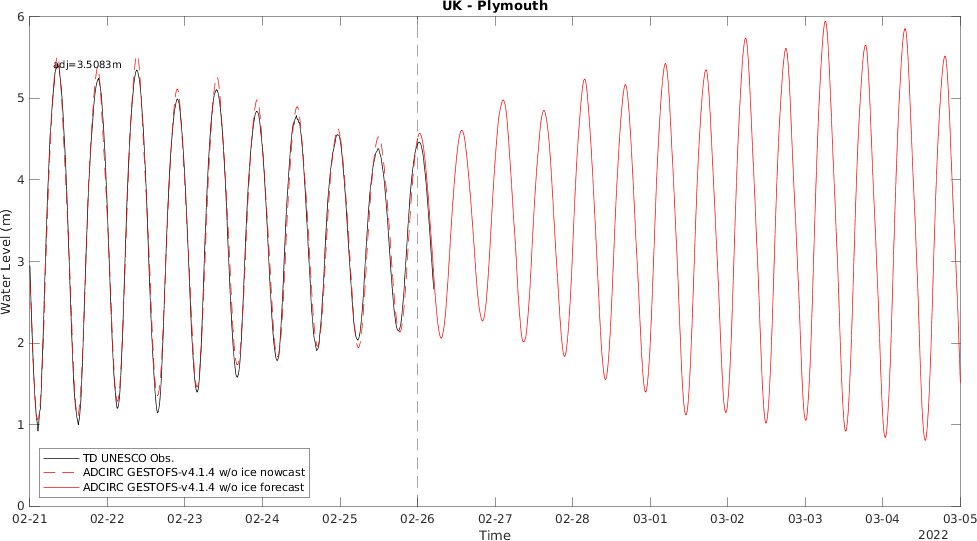 UK - Plymouth
adj=3.5083m
Water Level (m)
6
5
4
3
2
1
0
TD UNESCO Obs.
ADCIRC GESTOFS-v4.1.4 w/o ice nowcast
ADCIRC GESTOFS-v4.1.4 w/o ice forecast
02-21 02-22 02-23 02-24 02-25 02-26 02-27 02-28 03-01 03-02 03-03 03-04 03-05
Time
2022